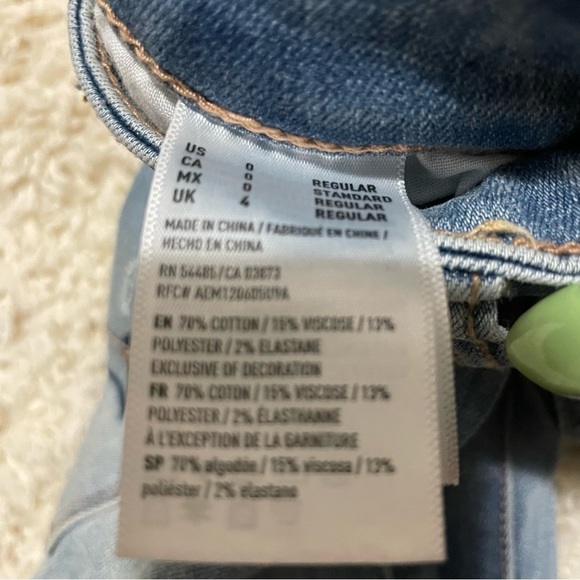 US 0 REGULAR
CA 0 STANDARD
MX 0 REGULAR
UK 4 REGULAR
MADE IN CHINA / FABRIQUÉ EN CHINE /
HECHO EN CHINA
RN 54485/CA 03873
RFC# AEM1206050U9A
EN 70% COTTON / 15% VISCOSE / 13%
POLYESTER / 2% ELASTANE
EXCLUSIVE OF DECORATION
FR 70% COTON / 15% VISCOSE / 13%
POLYESTER / 2% ÉLASTHANNE
À L'EXCEPTION DE LA GARNITURE
SP 70% algodón / 15% viscosa / 13%
poliéster / 2% elastano